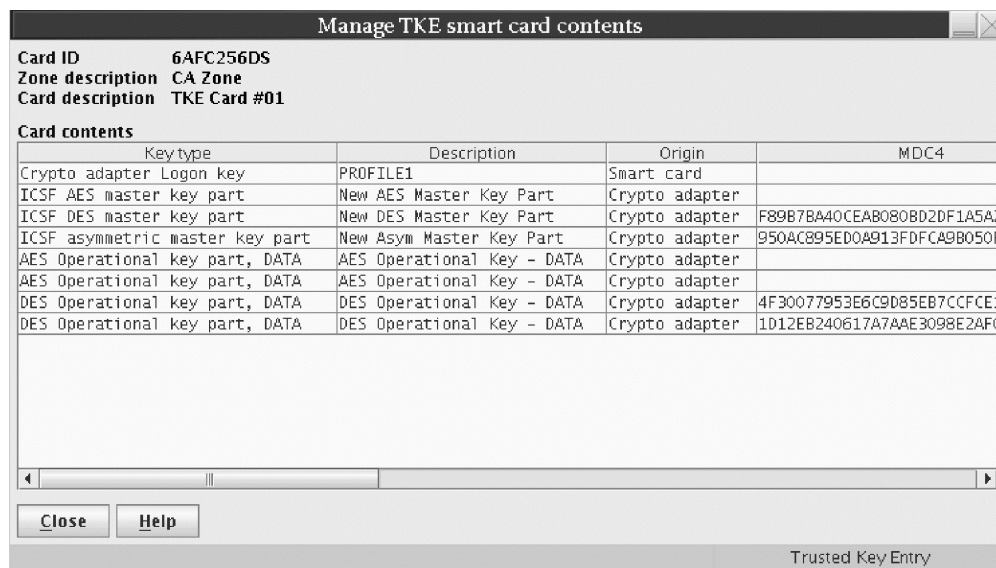 Manage TKE smart card contents
Card ID 6AFC256DS
Zone description CA Zone
Card description TKE Card #01
Card contents
Key type Description Origin MDC4
Crypto adapter Logon key PROFILE1 Smart card
ICSF AES master key part New AES Master Key Part Crypto adapter
ICSF DES master key part New DES Master Key Part Crypto adapter F89B7BA40CEAB080BD2DF1A5A
ICSF asymmetric master key part New Asym Master Key Part Crypto adapter 950AC895ED0A913FDFCA9B050
AES Operational key part, DATA AES Operational Key - DATA Crypto adapter
AES Operational key part, DATA AES Operational Key - DATA Crypto adapter
DES Operational key part, DATA DES Operational Key - DATA Crypto adapter 4F30077953E6C9D85EB7CCFCE
DES Operational key part, DATA DES Operational Key - DATA Crypto adapter 1D12EB240617A7AAE3098E2AF
Close Help
Trusted Key Entry